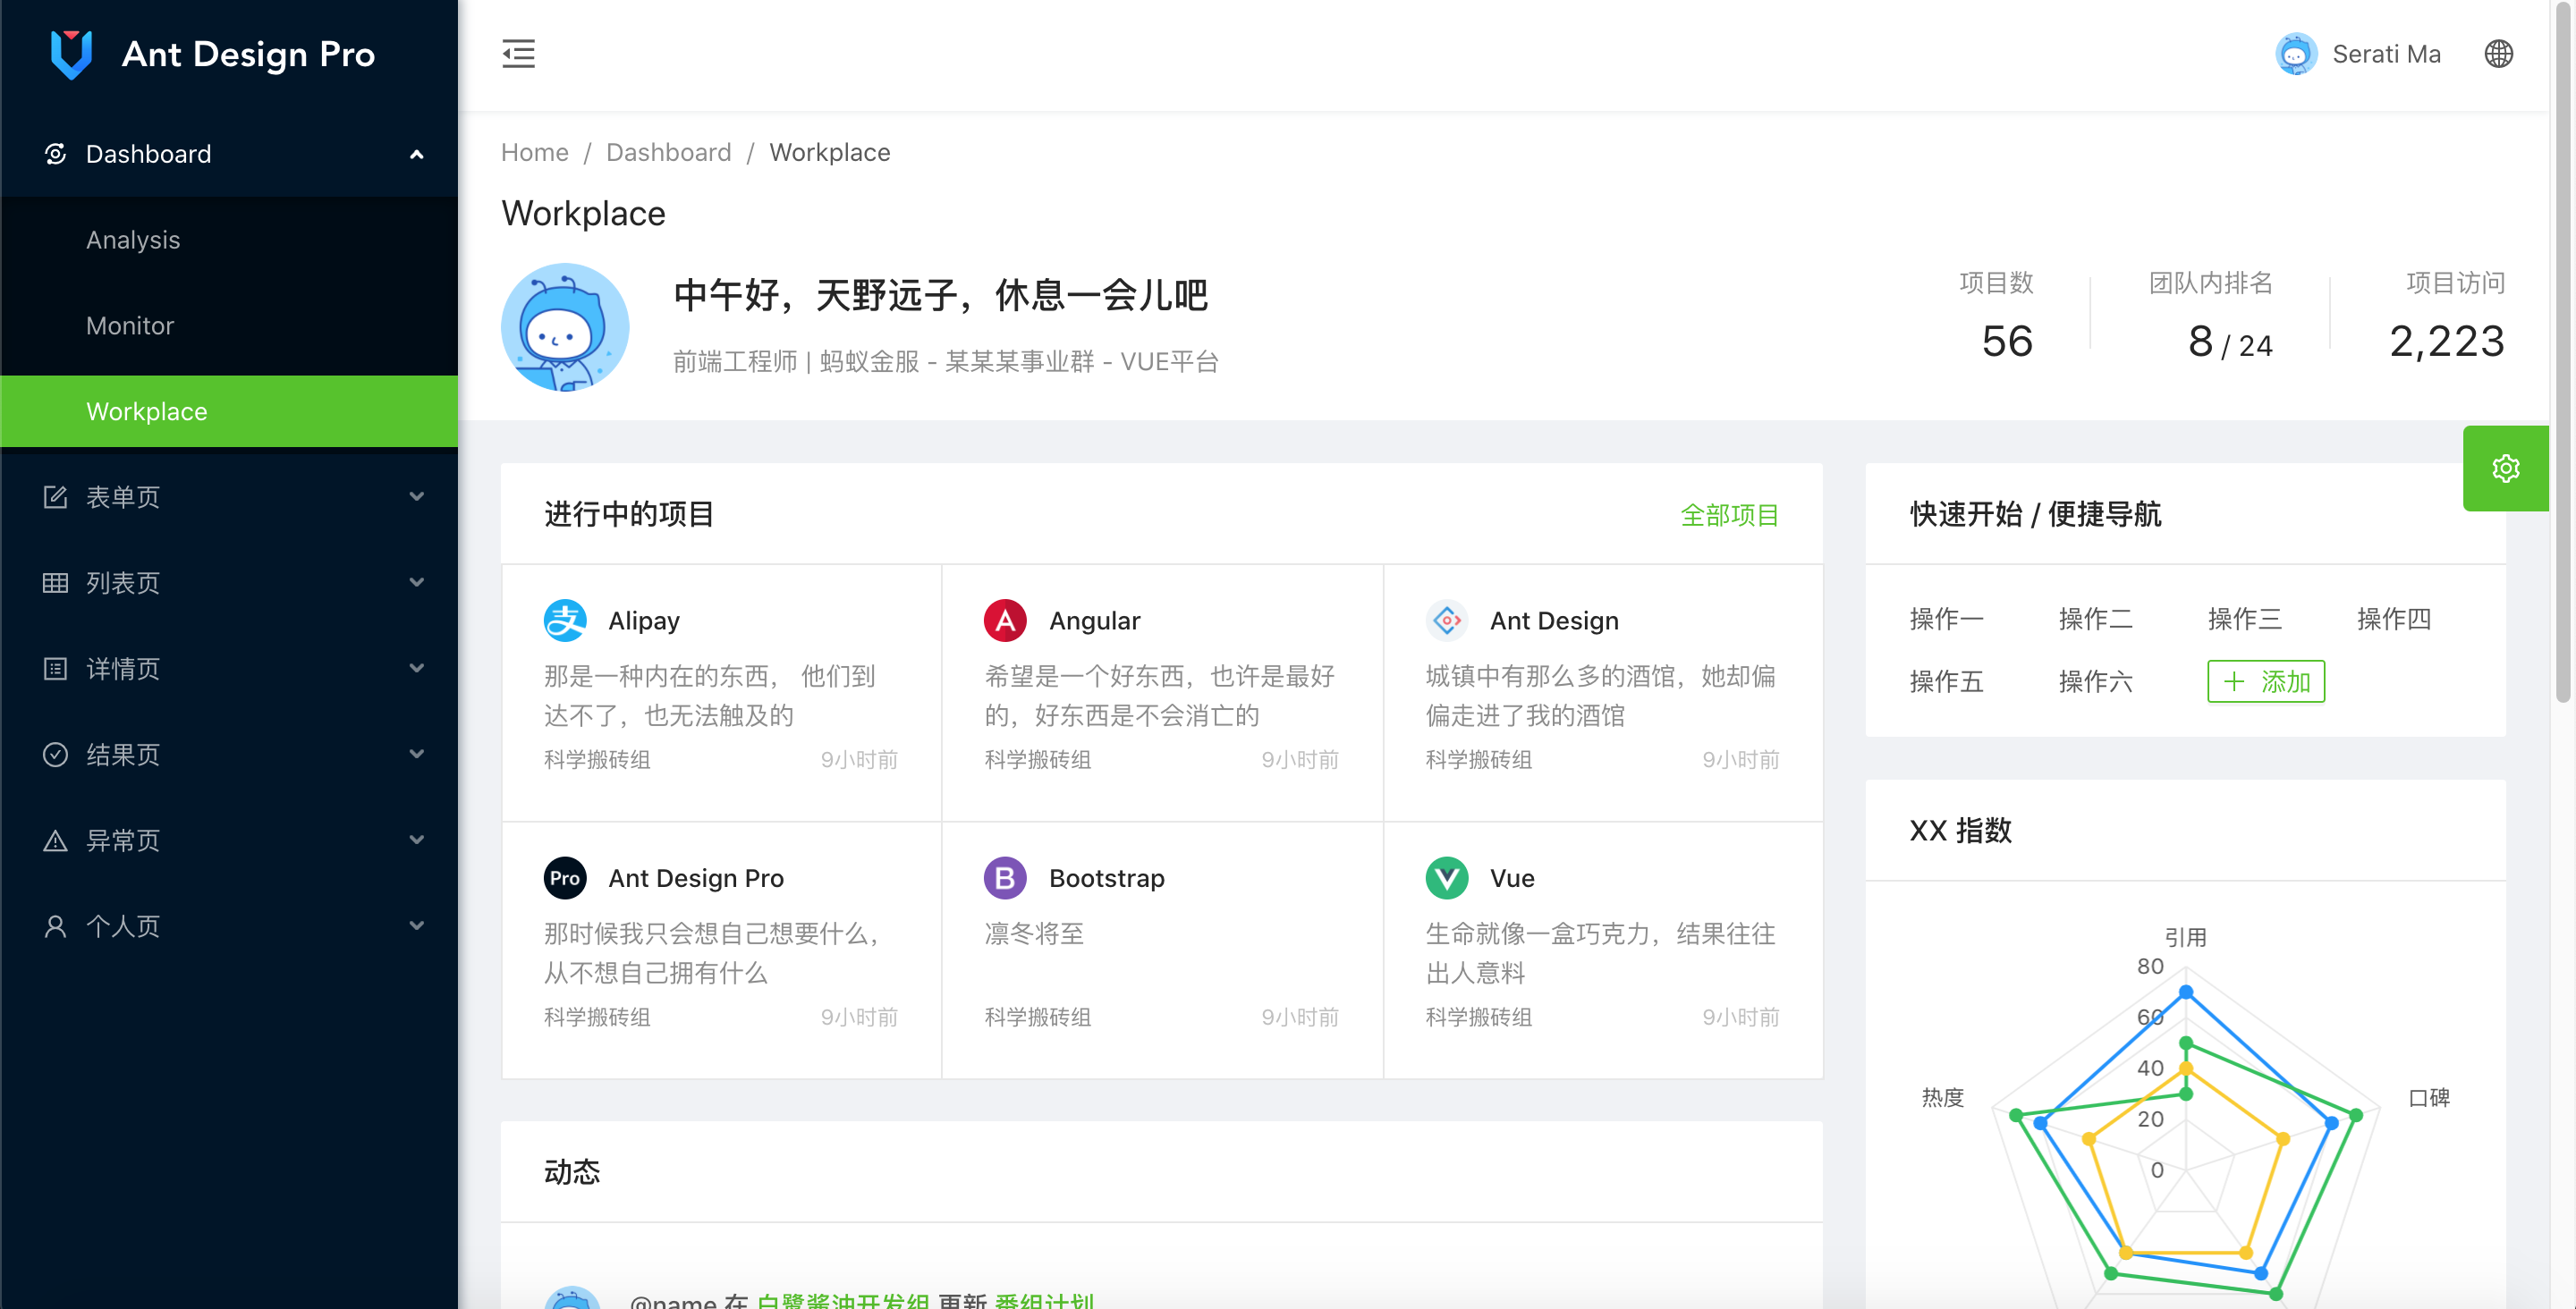 Ant Design Pro
Dashboard
Analysis
Monitor
Workplace
表单页
列表页
详情页
结果页
异常页
个人页
Serati Ma
Home / Dashboard / Workplace
Workplace
中午好，天野远子，休息一会儿吧
前端工程师 | 蚂蚁金服 - 某某某事业群 - VUE平台
项目数
56
团队内排名
8 / 24
项目访问
2,223
进行中的项目
全部项目
支
Alipay
那是一种内在的东西， 他们到
达不了，也无法触及的
科学搬砖组
9小时前
A
Angular
希望是一个好东西，也许是最好
的，好东西是不会消亡的
科学搬砖组
9小时前
Ant Design
城镇中有那么多的酒馆，她却偏
偏走进了我的酒馆
科学搬砖组
9小时前
Pro
Ant Design Pro
那时候我只会想自己想要什么，
从不想自己拥有什么
科学搬砖组
9小时前
B
Bootstrap
凛冬将至
科学搬砖组
9小时前
Vue
生命就像一盒巧克力，结果往往
出人意料
科学搬砖组
9小时前
动态
@name 在 白鹭酱油开发组 更新 番组计划
快速开始 / 便捷导航
操作一 操作二 操作三 操作四
操作五 操作六 + 添加
XX 指数
引用
80
60
40
20
0
热度
口碑